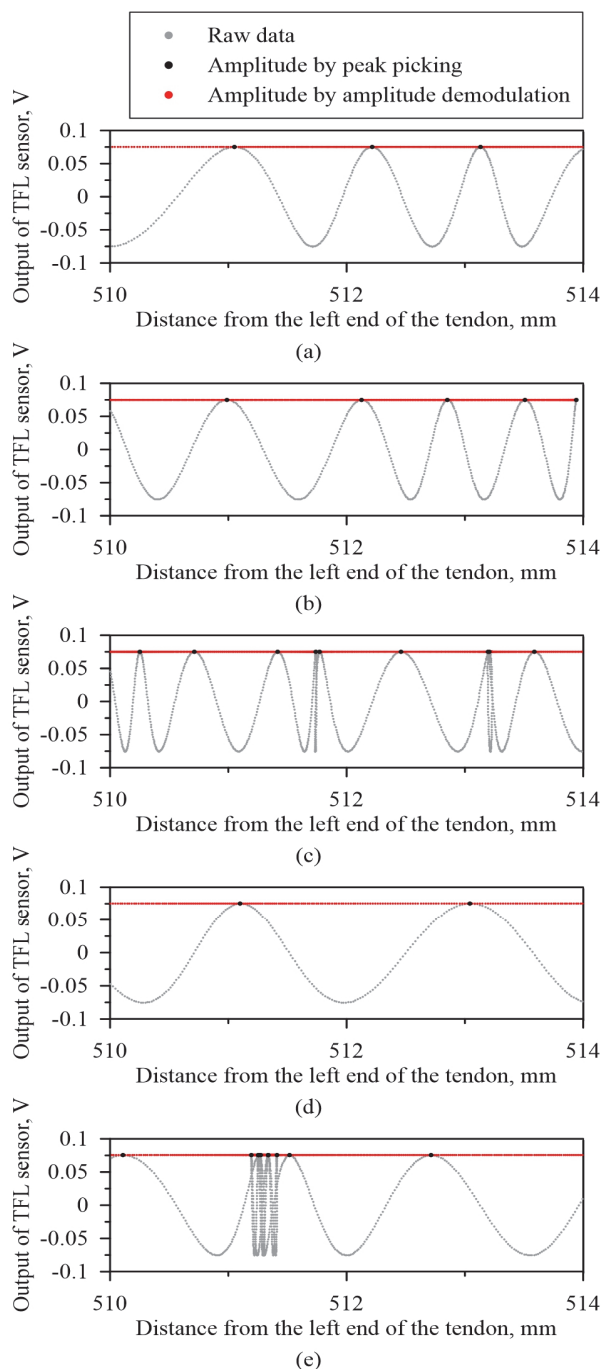 Raw data
Amplitude by peak picking
Amplitude by amplitude demodulation
Output of TFL sensor, V
0.1
0.05
0
-0.05
-0.1
510
512
514
Distance from the left end of the tendon, mm
(a)
Output of TFL sensor, V
0.1
0.05
0
-0.05
-0.1
510
512
514
Distance from the left end of the tendon, mm
(b)
Output of TFL sensor, V
0.1
0.05
0
-0.05
-0.1
510
512
514
Distance from the left end of the tendon, mm
(c)
Output of TFL sensor, V
0.1
0.05
0
-0.05
-0.1
510
512
514
Distance from the left end of the tendon, mm
(d)
Output of TFL sensor, V
0.1
0.05
0
-0.05
-0.1
510
512
514
Distance from the left end of the tendon, mm
(e)